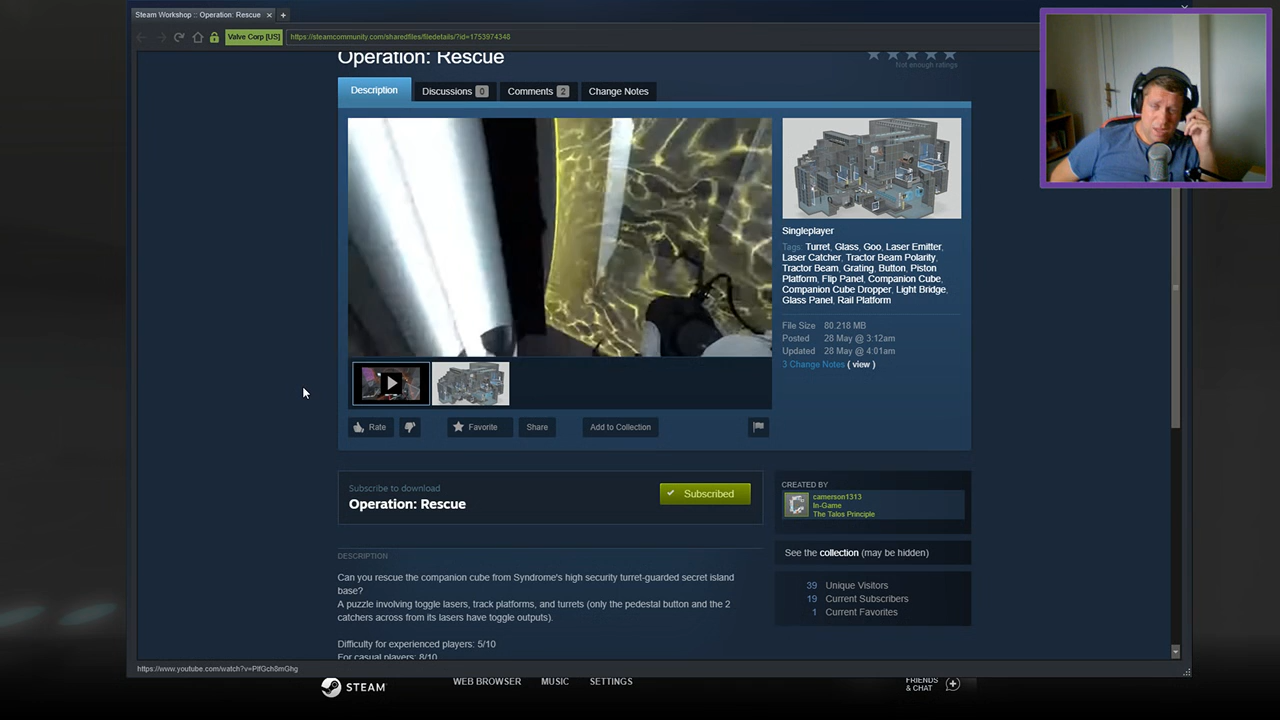 Steam Workshop :: Operation: Rescue
Valve Corp [US]
https://steamcommunity.com/sharedfiles/filedetails/?id=1753974348
Operation: Rescue
Not enough ratings
Description
Discussions 0
Comments 2
Change Notes
Singleplayer
Tags: Turret, Glass, Goo, Laser Emitter,
Laser Catcher, Tractor Beam Polarity,
Tractor Beam, Grating, Button, Piston
Platform, Flip Panel, Companion Cube,
Companion Cube Dropper, Light Bridge,
Glass Panel, Rail Platform
File Size 80.218 MB
Posted 28 May @ 3:12am
Updated 28 May @ 4:01am
3 Change Notes ( view )
Rate
Favorite
Share
Add to Collection
Subscribe to download
Operation: Rescue
Subscribed
CREATED BY
camerson1313
In-Game
The Talos Principle
See the collection (may be hidden)
39 Unique Visitors
19 Current Subscribers
1 Current Favorites
DESCRIPTION
Can you rescue the companion cube from Syndrome's high security turret-guarded secret island
base?
A puzzle involving toggle lasers, track platforms, and turrets (only the pedestal button and the 2
catchers across from its lasers have toggle outputs).
Difficulty for experienced players: 5/10
For casual players: 8/10
https://www.youtube.com/watch?v=PlfGch8mGhg
STEAM
WEB BROWSER
MUSIC
SETTINGS
FRIENDS
& CHAT